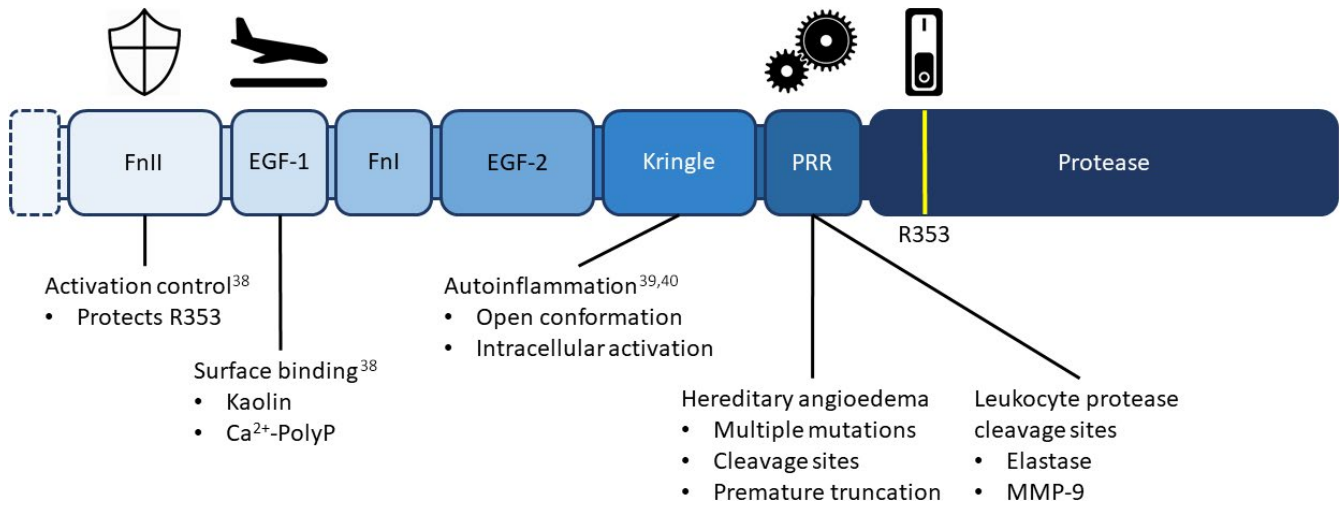 FnII
EGF-1
FnI
EGF-2
Kringle
PRR
Protease
R353
Activation control³⁸
• Protects R353
Surface binding³⁸
• Kaolin
• Ca²⁺-PolyP
Autoinflammation³⁹,⁴⁰
• Open conformation
• Intracellular activation
Hereditary angioedema
• Multiple mutations
• Cleavage sites
• Premature truncation
Leukocyte protease
cleavage sites
• Elastase
• MMP-9